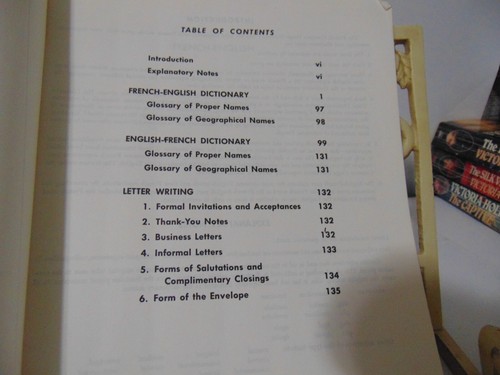 TABLE OF CONTENTS
Introduction vi
Explanatory Notes vi
FRENCH-ENGLISH DICTIONARY 1
Glossary of Proper Names 97
Glossary of Geographical Names 98
ENGLISH-FRENCH DICTIONARY 99
Glossary of Proper Names 131
Glossary of Geographical Names 131
LETTER WRITING 132
1. Formal Invitations and Acceptances 132
2. Thank-You Notes 132
3. Business Letters 132
4. Informal Letters 133
5. Forms of Salutations and
Complimentary Closings 134
6. Form of the Envelope 135
THE SILK
VICTORIA